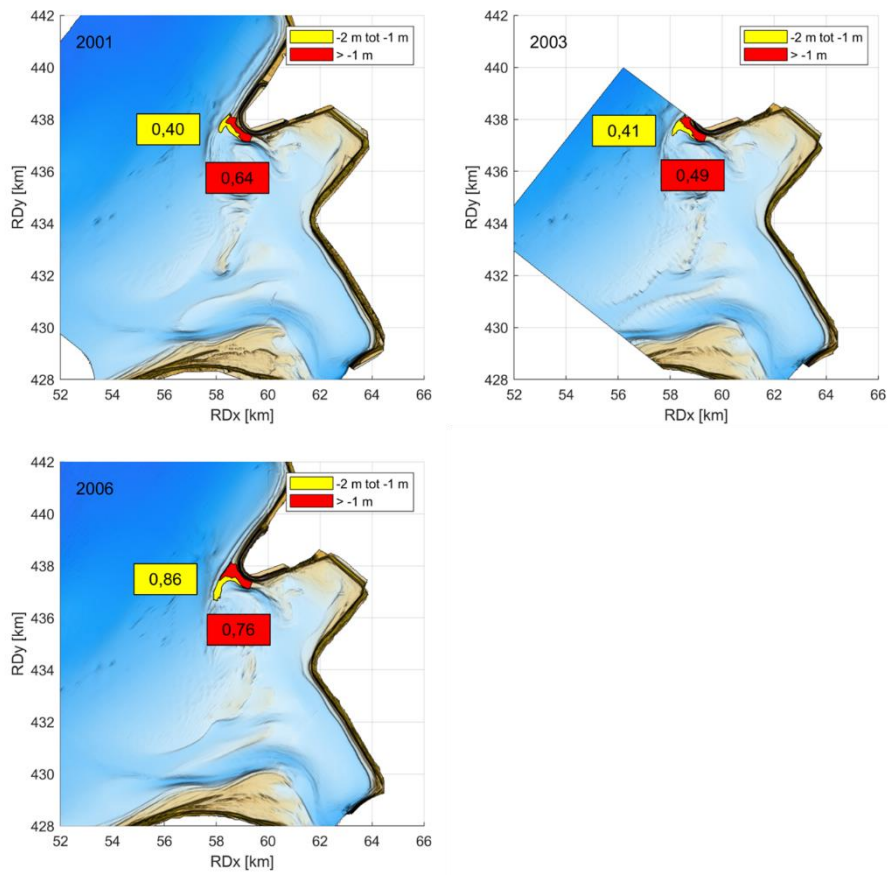 2001
-2 m tot -1 m
> -1 m
0,40
0,64
442
440
438
436
434
432
430
428
RDy [km]
52 54 56 58 60 62 64 66
RDx [km]
2003
-2 m tot -1 m
> -1 m
0,41
0,49
442
440
438
436
434
432
430
428
RDy [km]
52 54 56 58 60 62 64 66
RDx [km]
2006
-2 m tot -1 m
> -1 m
0,86
0,76
442
440
438
436
434
432
430
428
RDy [km]
52 54 56 58 60 62 64 66
RDx [km]